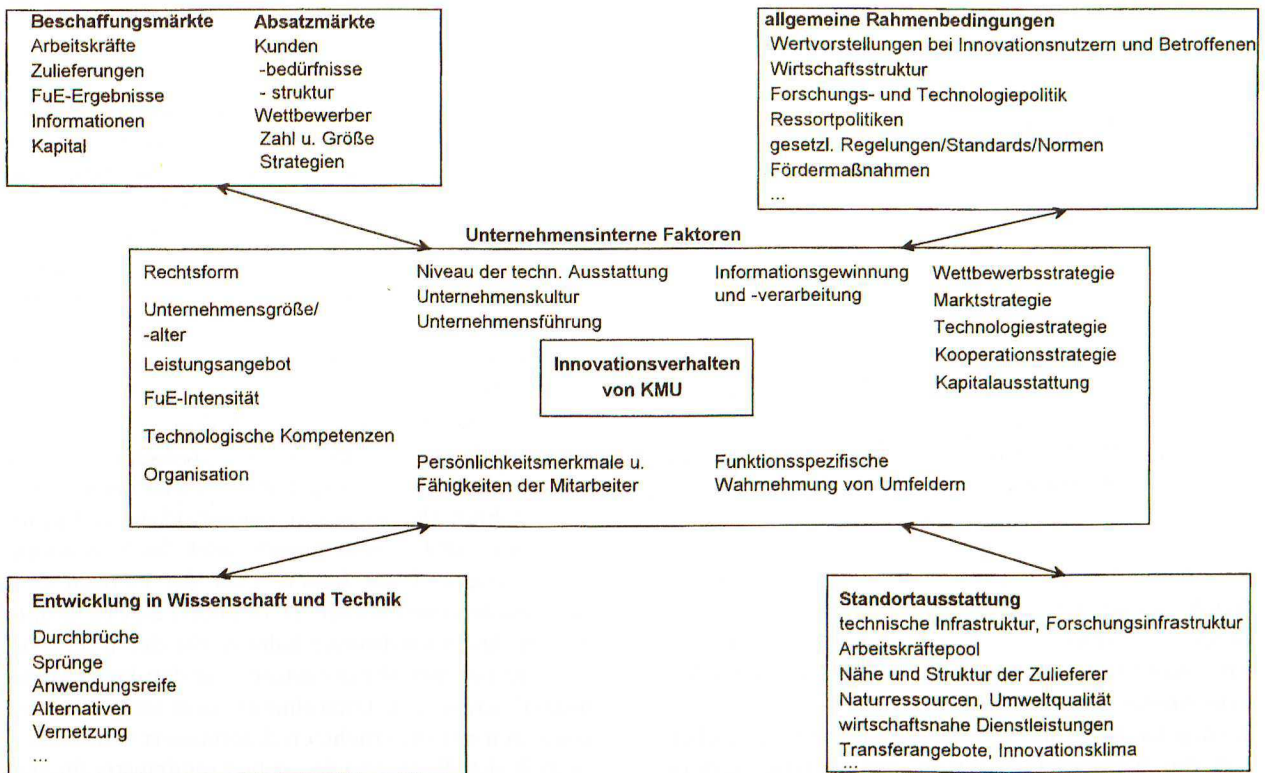 Beschaffungsmärkte
Arbeitskräfte
Zulieferungen
FuE-Ergebnisse
Informationen
Kapital
Absatzmärkte
Kunden
-bedürfnisse
- struktur
Wettbewerber
Zahl u. Größe
Strategien
allgemeine Rahmenbedingungen
Wertvorstellungen bei Innovationsnutzern und Betroffenen
Wirtschaftsstruktur
Forschungs- und Technologiepolitik
Ressortpolitiken
gesetzl. Regelungen/Standards/Normen
Fördermaßnahmen
...
Unternehmensinterne Faktoren
Rechtsform
Unternehmensgröße/
-alter
Leistungsangebot
FuE-Intensität
Technologische Kompetenzen
Organisation
Niveau der techn. Ausstattung
Unternehmenskultur
Unternehmensführung
Informationsgewinnung
und -verarbeitung
Wettbewerbsstrategie
Marktstrategie
Technologiestrategie
Kooperationsstrategie
Kapitalausstattung
Innovationsverhalten
von KMU
Persönlichkeitsmerkmale u.
Fähigkeiten der Mitarbeiter
Funktionsspezifische
Wahrnehmung von Umfeldern
Entwicklung in Wissenschaft und Technik
Durchbrüche
Sprünge
Anwendungsreife
Alternativen
Vernetzung
...
Standortausstattung
technische Infrastruktur, Forschungsinfrastruktur
Arbeitskräftepool
Nähe und Struktur der Zulieferer
Naturressourcen, Umweltqualität
wirtschaftsnahe Dienstleistungen
Transferangebote, Innovationsklima
...